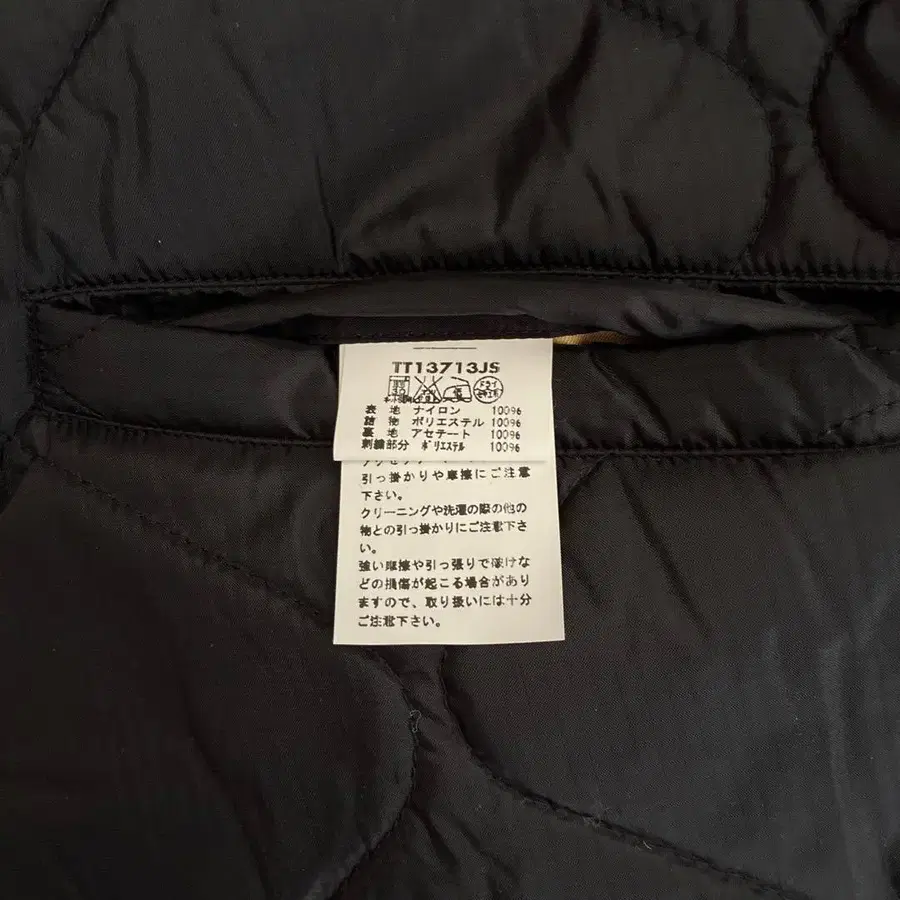 TT13713JS
ドライ
表 地 ナイロン 100%
詰 物 ポリエステル 100%
裏 地 アセテート 100%
刺繍部分 ポリエステル 100%
引っ掛かりや摩擦にご注意
下さい。
クリーニングや洗濯の際の他の
物との引っ掛かりにご注意下さ
い。
強い摩擦や引っ張りで破けな
どの損傷が起こる場合があり
ますので、取り扱いには十分
ご注意下さい。